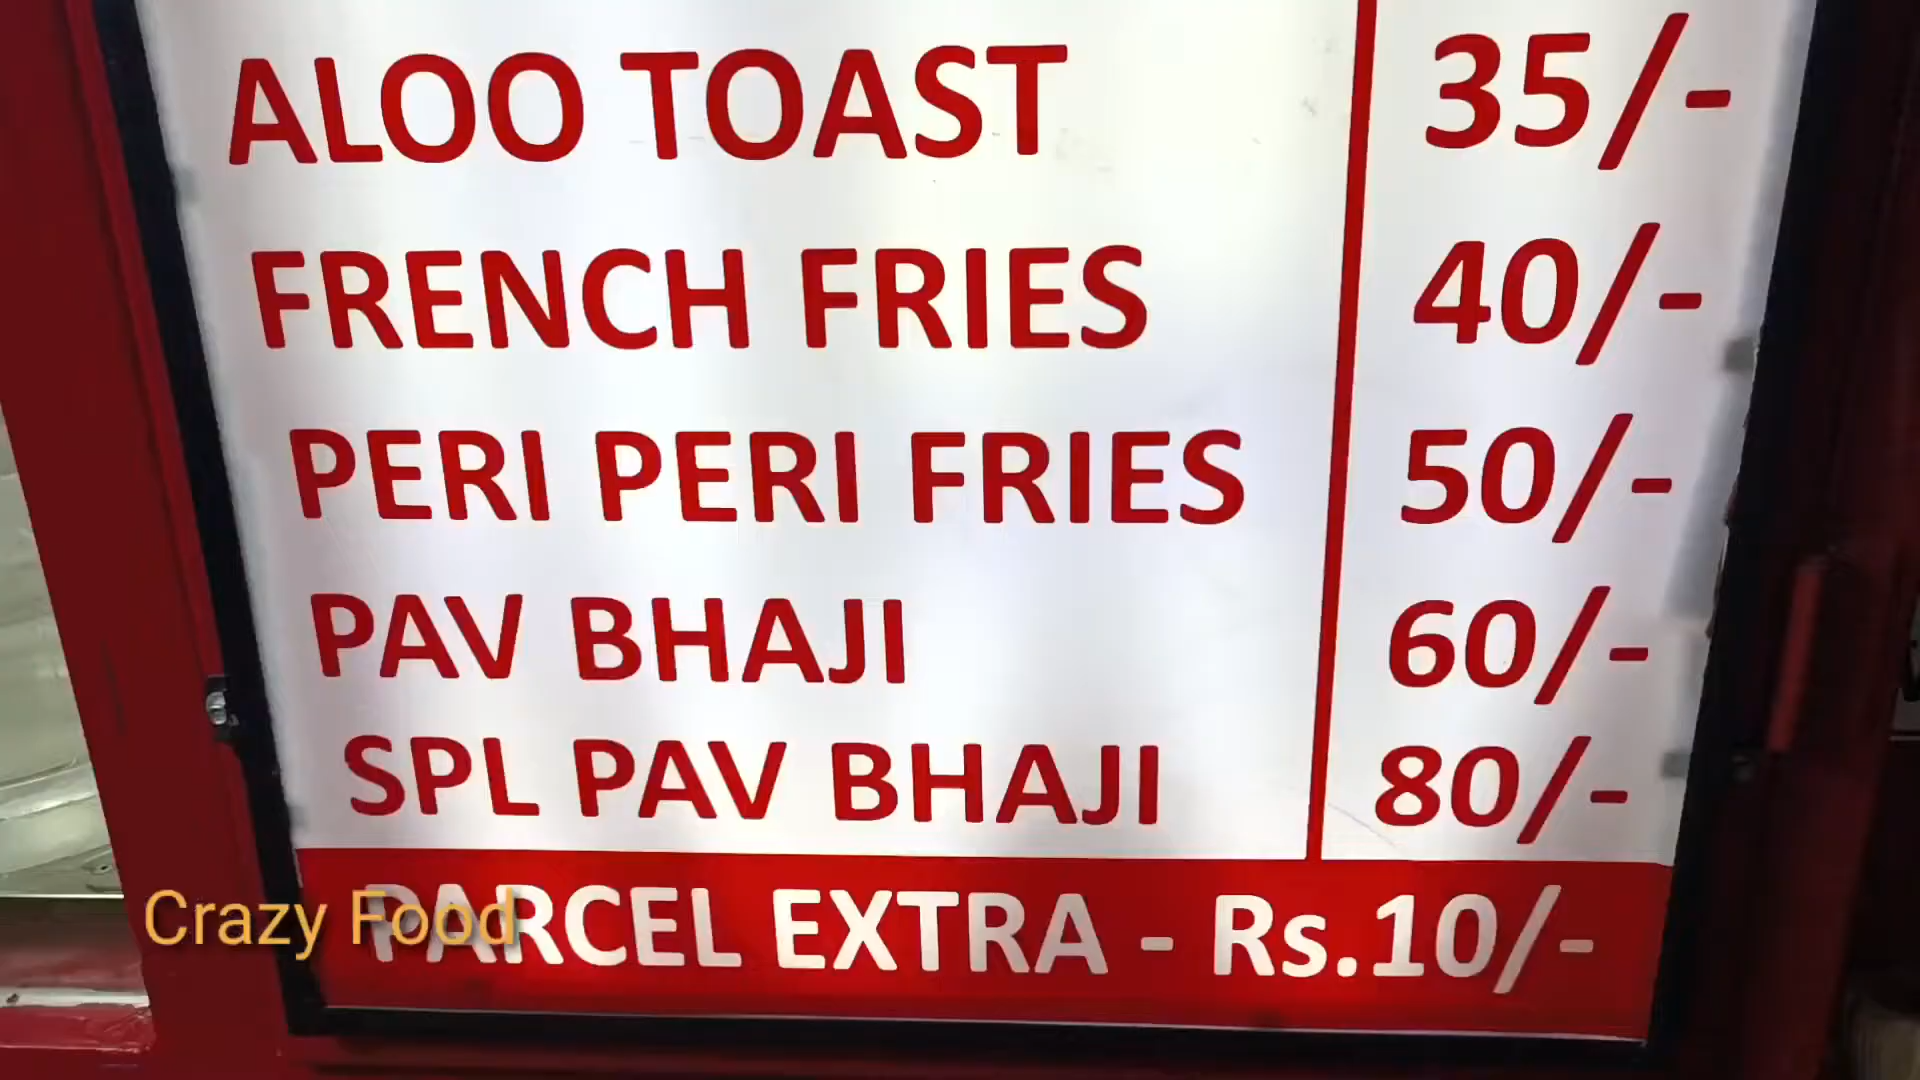 ALOO TOAST 35/-
FRENCH FRIES 40/-
PERI PERI FRIES 50/-
PAV BHAJI 60/-
SPL PAV BHAJI 80/-
PARCEL EXTRA - Rs.10/-
Crazy Food